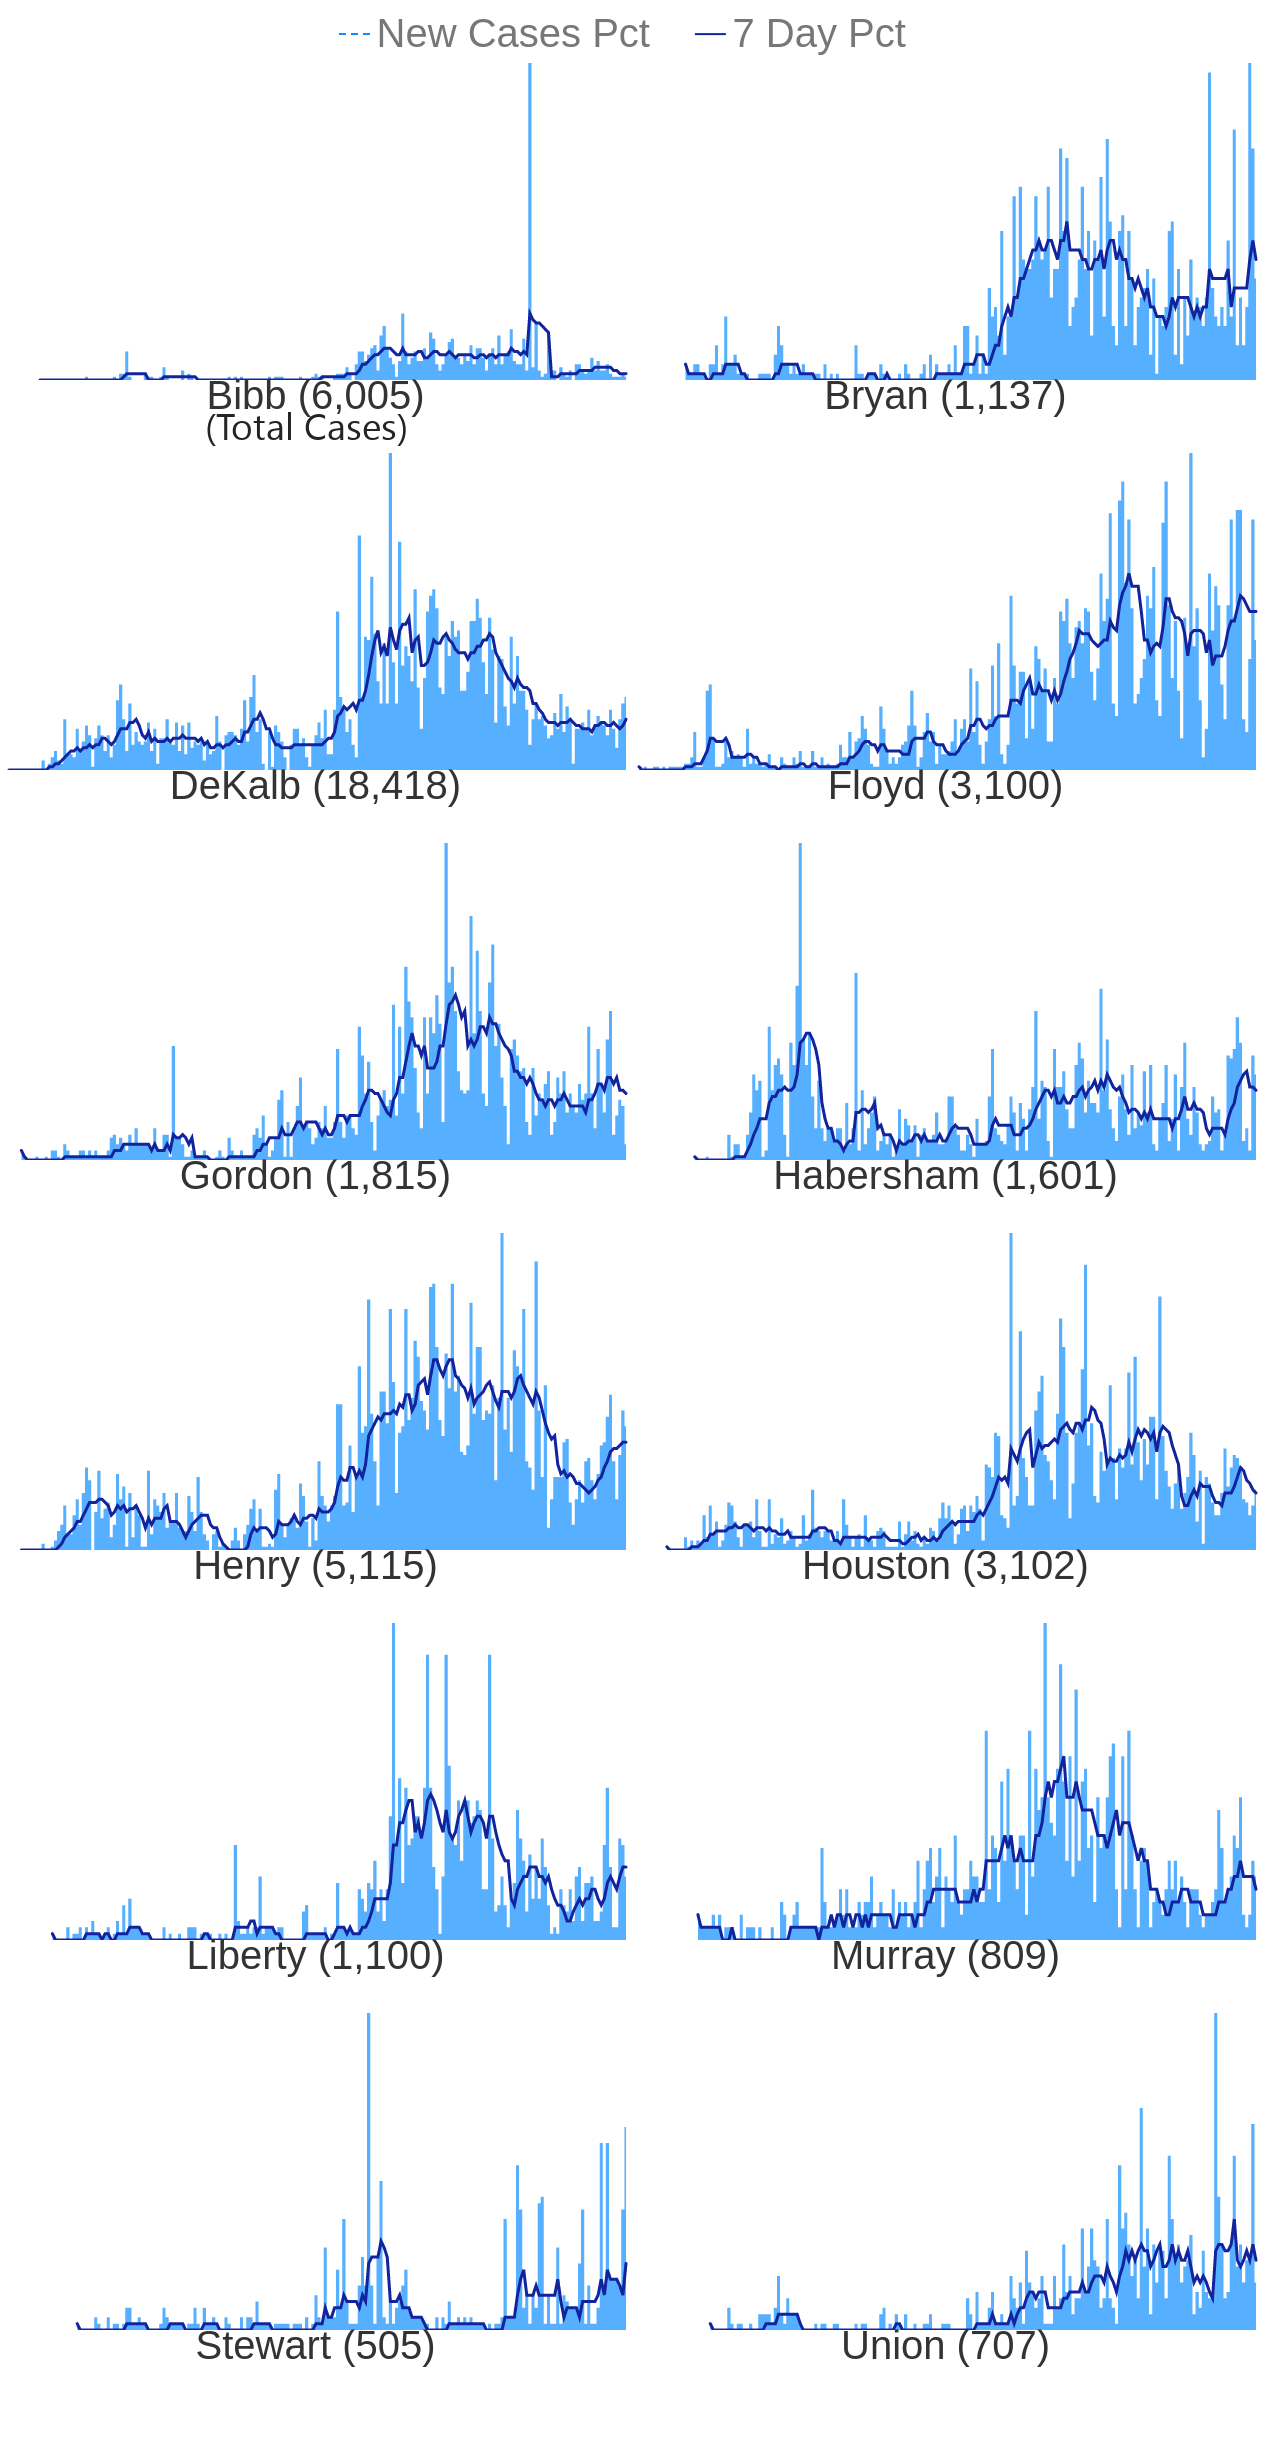 New Cases Pct 7 Day Pct
Bibb (6,005) Bryan (1,137)
(Total Cases)
DeKalb (18,418) Floyd (3,100)
Gordon (1,815) Habersham (1,601)
Henry (5,115) Houston (3,102)
Liberty (1,100) Murray (809)
Stewart (505) Union (707)